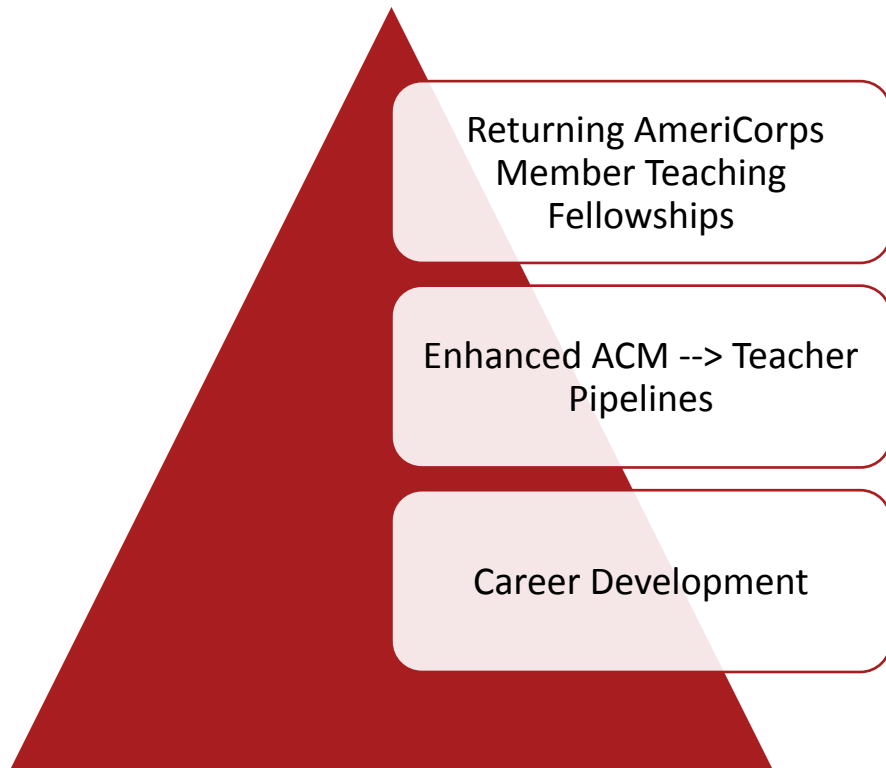 Returning AmeriCorps
Member Teaching
Fellowships
Enhanced ACM --> Teacher
Pipelines
Career Development